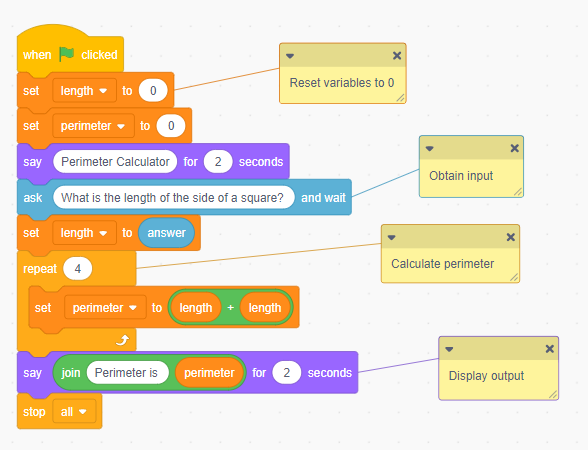 when clicked
set length to 0
Reset variables to 0
set perimeter to 0
say Perimeter Calculator for 2 seconds
Obtain input
ask What is the length of the side of a square? and wait
set length to answer
Calculate perimeter
repeat 4
set perimeter to length + length
say join Perimeter is perimeter for 2 seconds
Display output
stop all